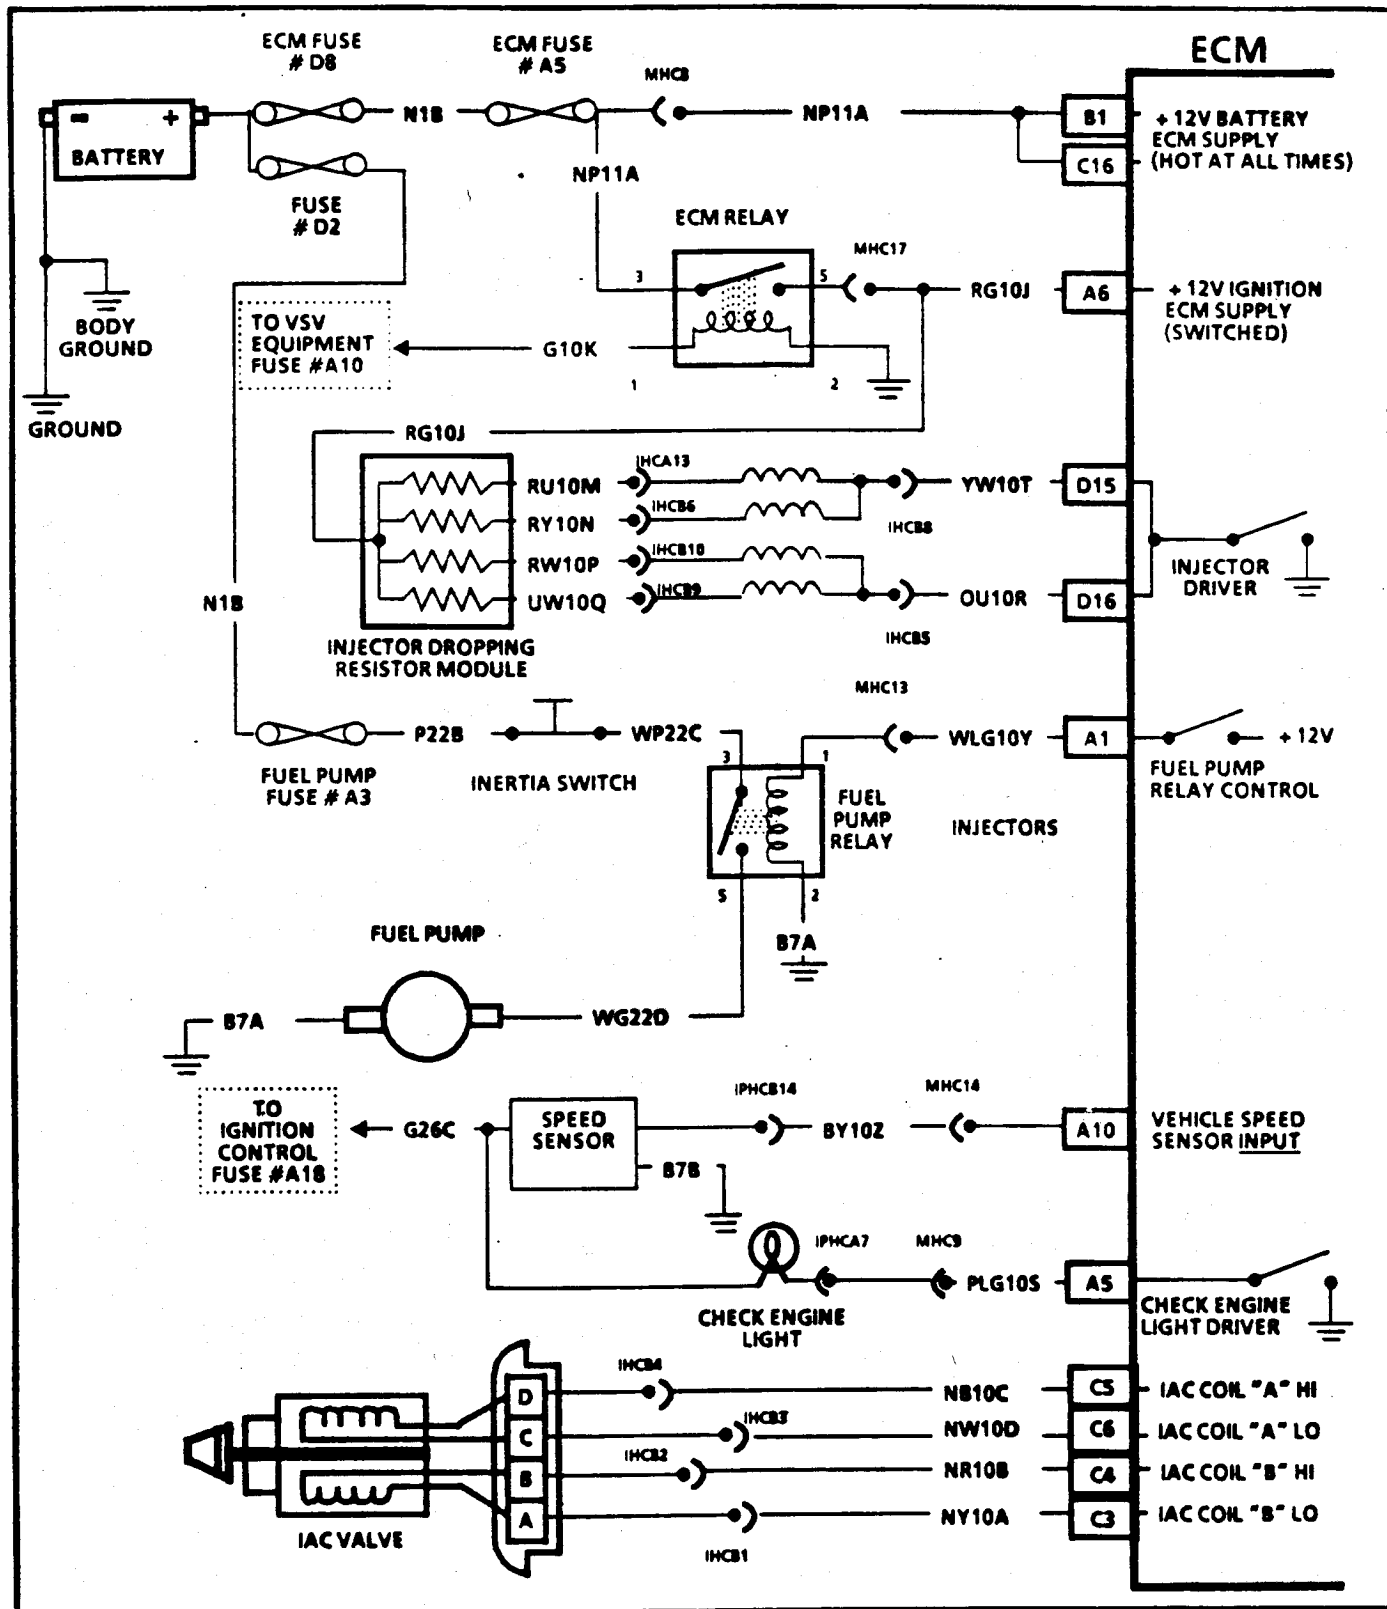 ECM
ECM FUSE
# D8
ECM FUSE
# A5
MHC8
- +
BATTERY
N1B
NP11A
B1
+ 12V BATTERY
ECM SUPPLY
(HOT AT ALL TIMES)
C16
FUSE
# D2
NP11A
ECM RELAY
MHC17
3
5
RG10J
A6
+ 12V IGNITION
ECM SUPPLY
(SWITCHED)
BODY
GROUND
TO VSV
EQUIPMENT
FUSE #A10
G10K
1
2
GROUND
RG10J
RU10M
IHCA13
YW10T
D15
RY10N
IHCB6
IHCB8
RW10P
IHCB10
INJECTOR
DRIVER
UW10Q
IHCB9
OU10R
D16
N1B
IHCB5
INJECTOR DROPPING
RESISTOR MODULE
MHC13
P22B
WP22C
WLG10Y
A1
+ 12V
FUEL PUMP
FUSE # A3
INERTIA SWITCH
3
1
FUEL PUMP
RELAY CONTROL
FUEL
PUMP
RELAY
INJECTORS
5
2
FUEL PUMP
B7A
B7A
WG22D
TO
IGNITION
CONTROL
FUSE #A18
G26C
SPEED
SENSOR
IPHCB14
MHC14
BY10Z
A10
VEHICLE SPEED
SENSOR INPUT
B7B
IPHCA7
MHC9
PLG10S
A5
CHECK ENGINE
LIGHT
CHECK ENGINE
LIGHT DRIVER
D
IHCB4
NB10C
C5
IAC COIL "A" HI
C
IHCB3
NW10D
C6
IAC COIL "A" LO
B
IHCB2
NR10B
C4
IAC COIL "B" HI
A
IHCB1
NY10A
C3
IAC COIL "B" LO
IAC VALVE